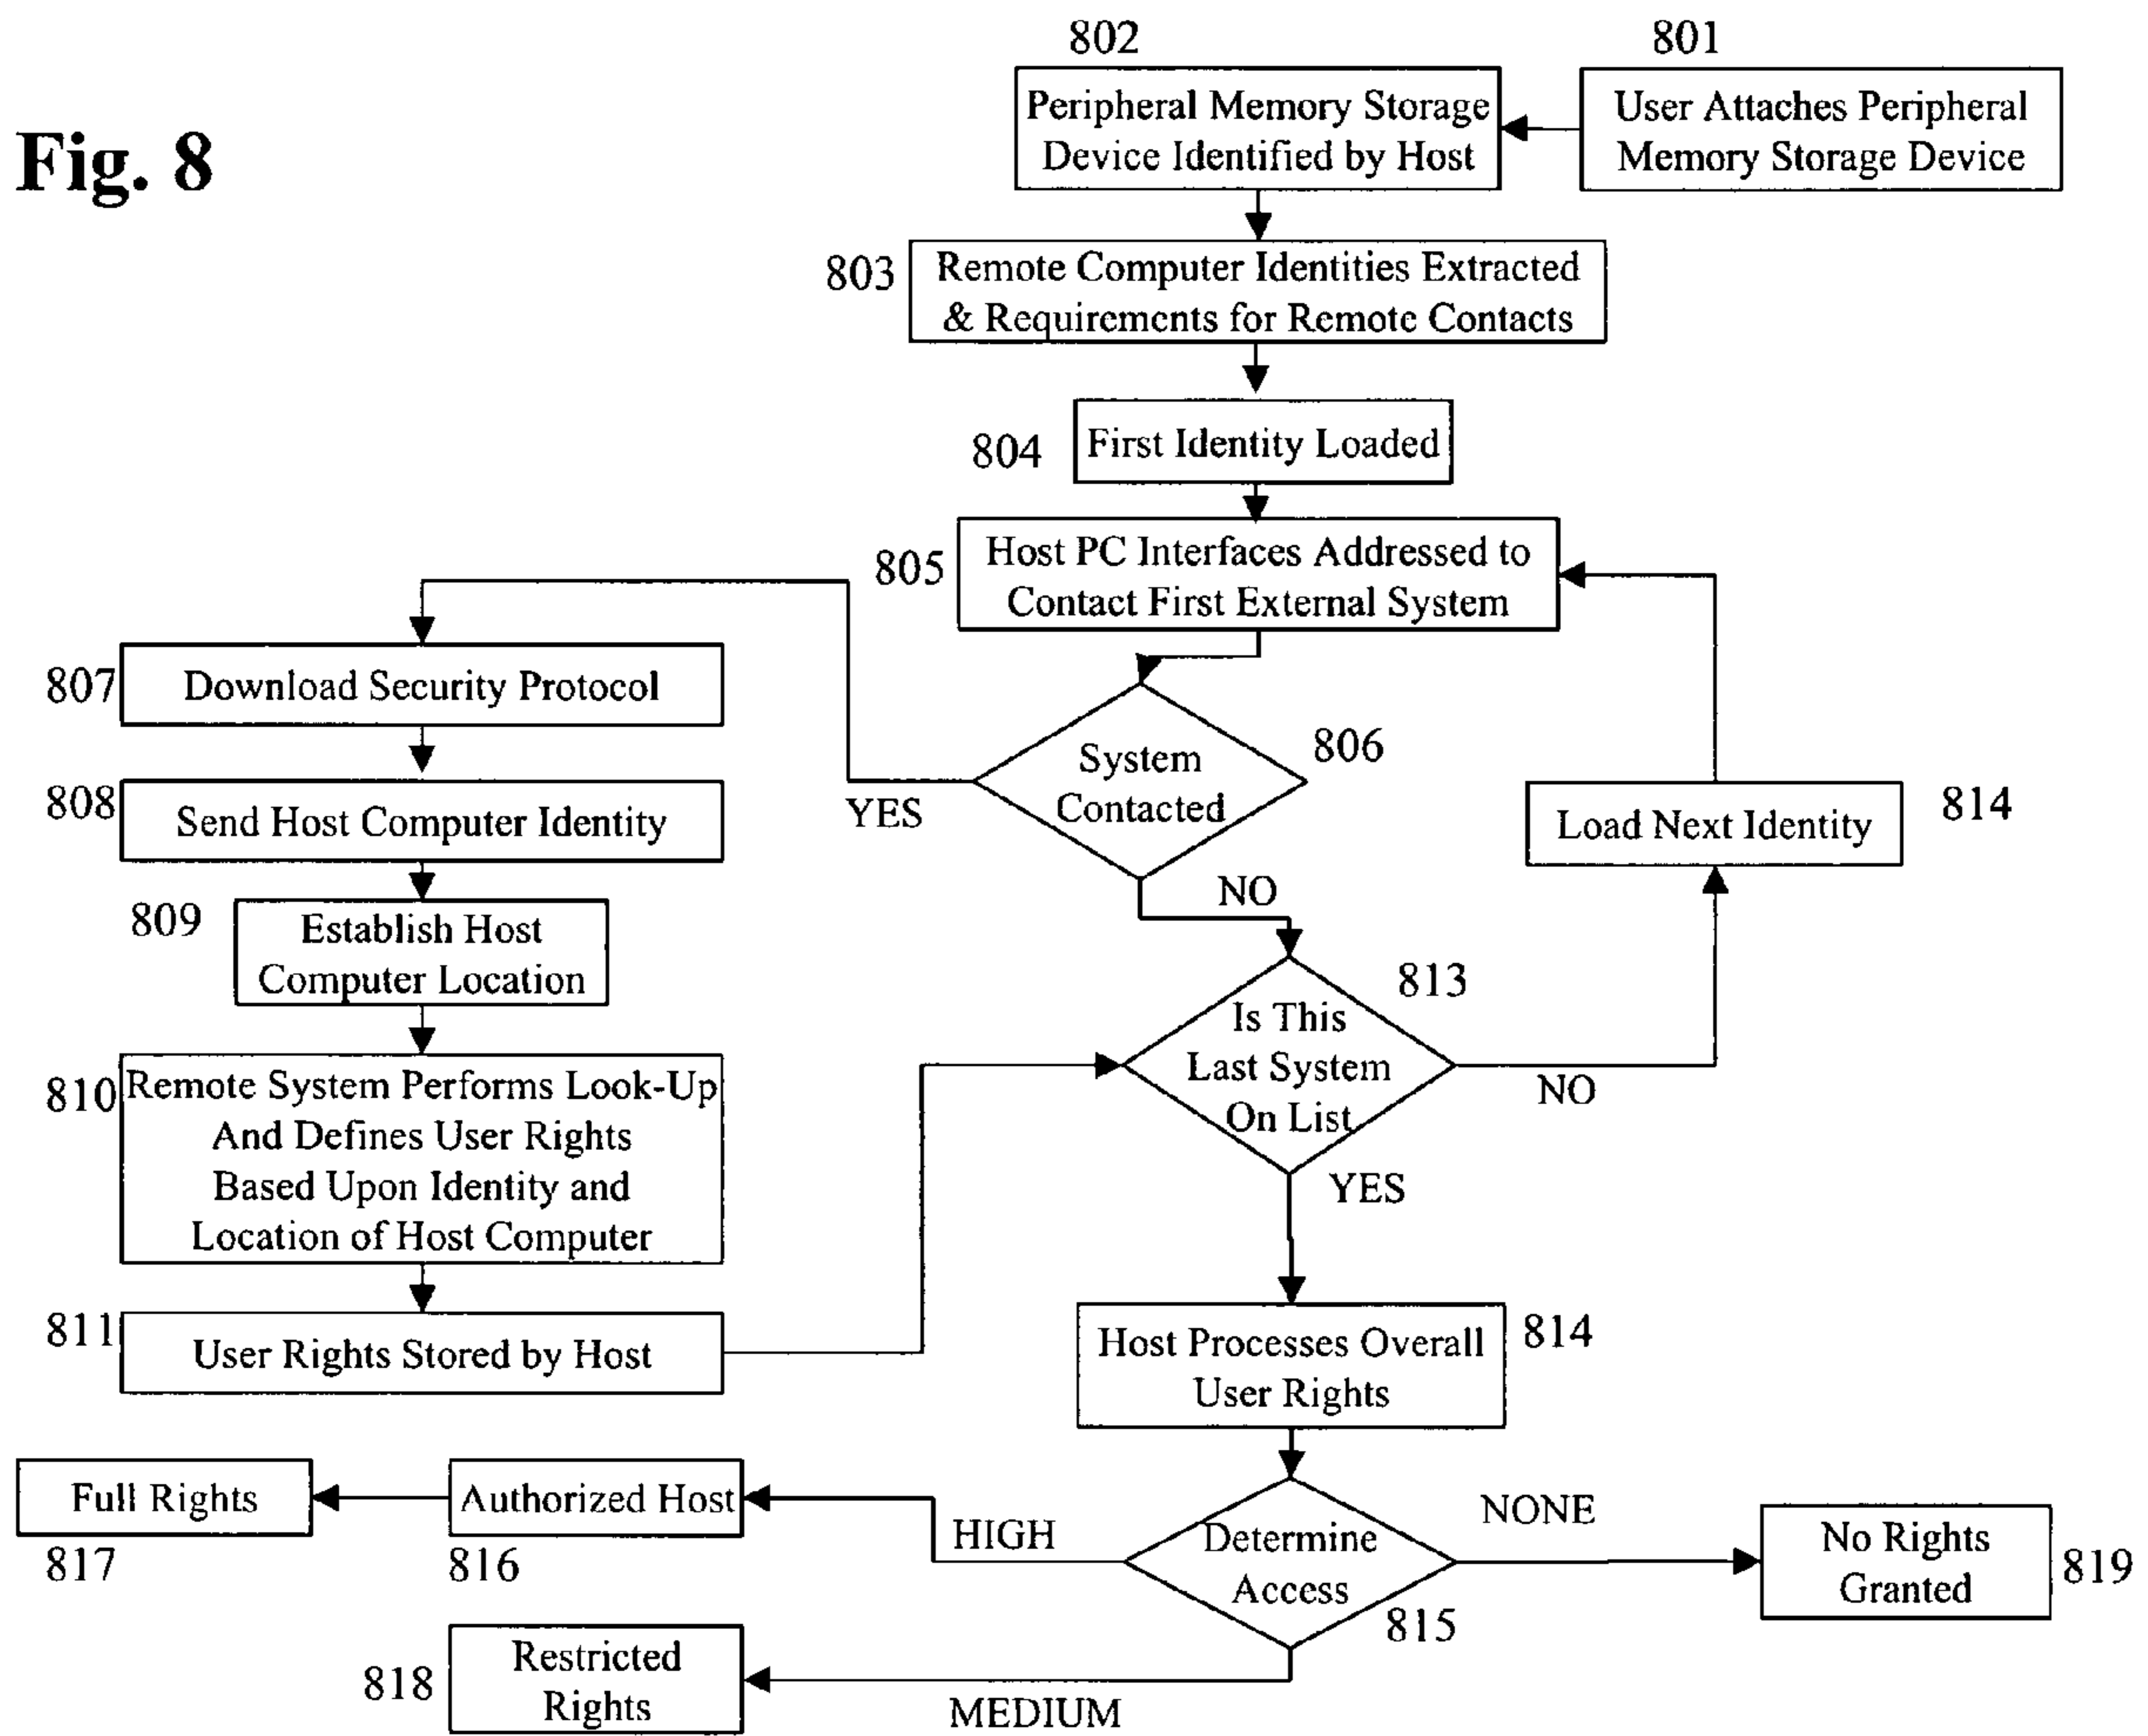 Fig. 8
802
801
Peripheral Memory Storage
Device Identified by Host
User Attaches Peripheral
Memory Storage Device
803
Remote Computer Identities Extracted
& Requirements for Remote Contacts
804
First Identity Loaded
805
Host PC Interfaces Addressed to
Contact First External System
807
Download Security Protocol
806
System
Contacted
YES
NO
808
Send Host Computer Identity
814
Load Next Identity
809
Establish Host
Computer Location
813
Is This
Last System
On List
NO
YES
810
Remote System Performs Look-Up
And Defines User Rights
Based Upon Identity and
Location of Host Computer
811
User Rights Stored by Host
814
Host Processes Overall
User Rights
Full Rights
817
Authorized Host
816
HIGH
Determine
Access
815
NONE
No Rights
Granted
819
818
Restricted
Rights
MEDIUM